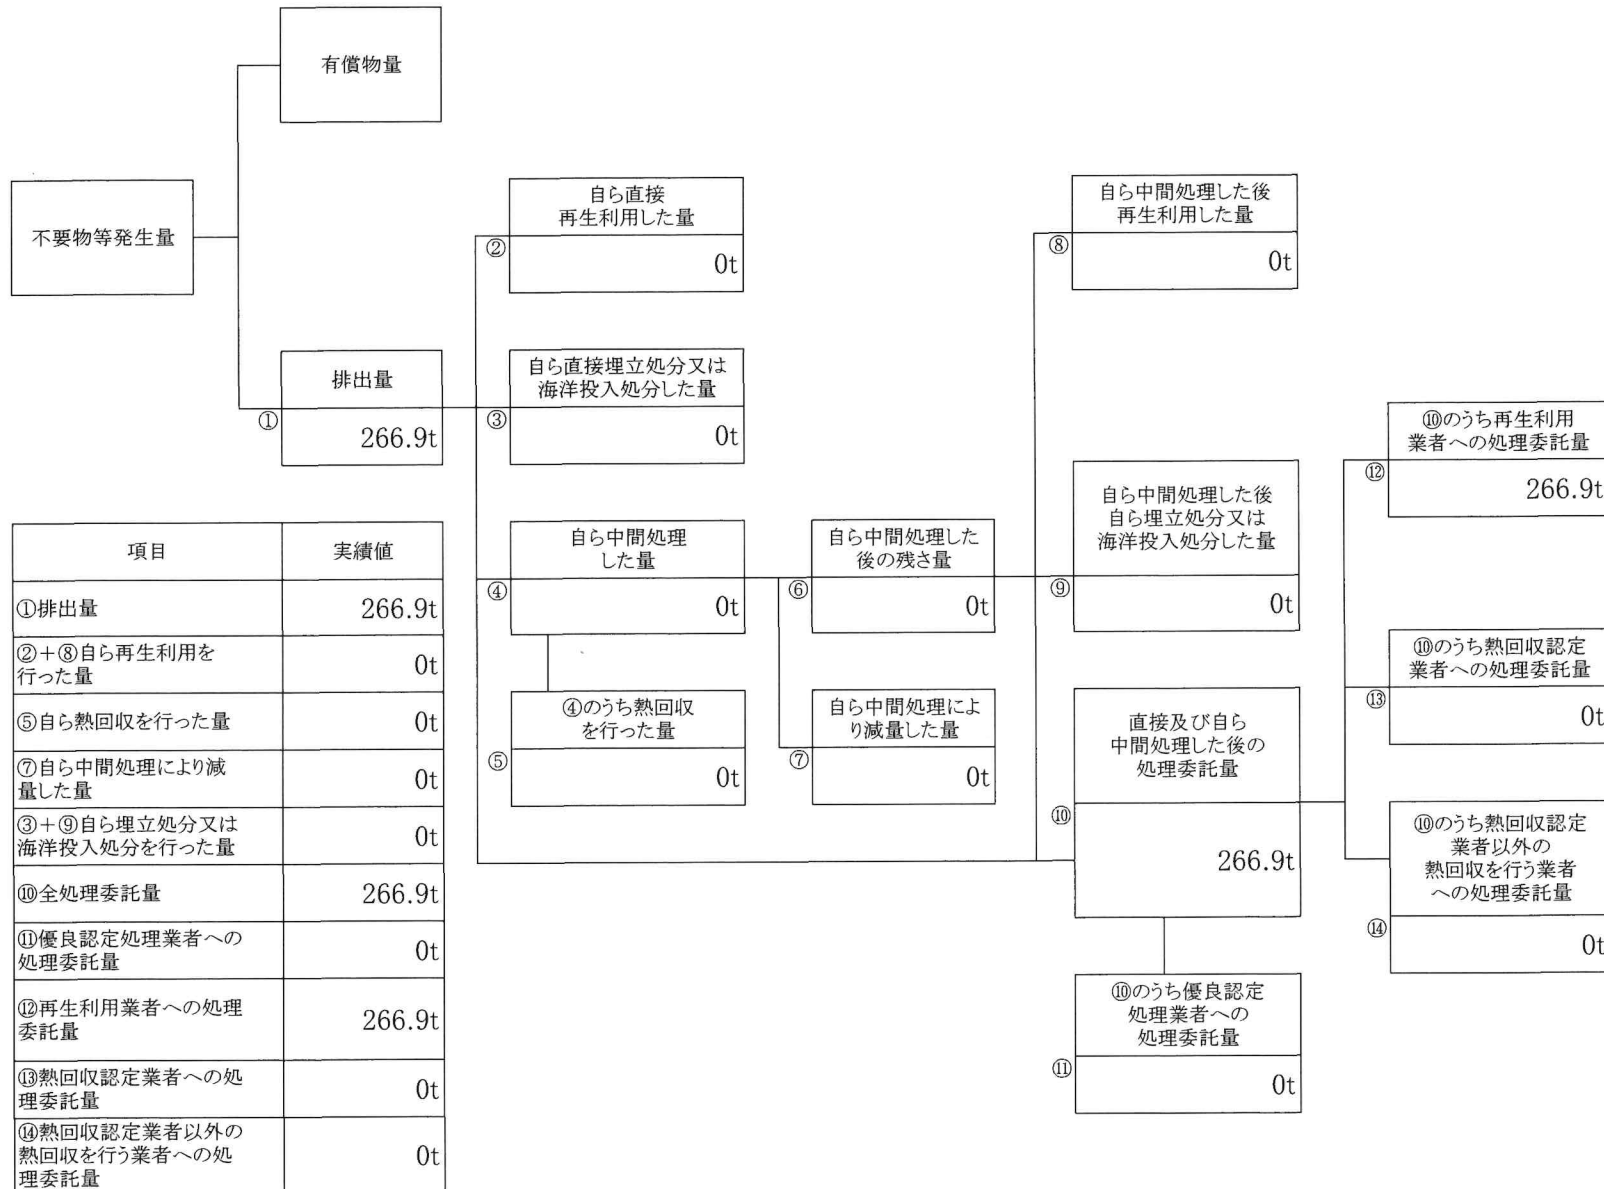 有償物量
不要物等発生量
排出量
①
266.9t
自ら直接
再生利用した量
②
0t
自ら直接埋立処分又は
海洋投入処分した量
③
0t
自ら中間処理
した量
④
0t
④のうち熱回収
を行った量
⑤
0t
自ら中間処理した
後の残さ量
⑥
0t
自ら中間処理によ
り減量した量
⑦
0t
自ら中間処理した後
再生利用した量
⑧
0t
自ら中間処理した後
自ら埋立処分又は
海洋投入処分した量
⑨
0t
直接及び自ら
中間処理した後の
処理委託量
⑩
266.9t
⑩のうち優良認定
処理業者への
処理委託量
⑪
0t
⑩のうち再生利用
業者への処理委託量
⑫
266.9t
⑩のうち熱回収認定
業者への処理委託量
⑬
0t
⑩のうち熱回収認定
業者以外の
熱回収を行う業者
への処理委託量
⑭
0t
項目 実績値
①排出量 266.9t
②+⑧自ら再生利用を
行った量 0t
⑤自ら熱回収を行った量 0t
⑦自ら中間処理により減
量した量 0t
③+⑨自ら埋立処分又は
海洋投入処分を行った量 0t
⑩全処理委託量 266.9t
⑪優良認定処理業者への
処理委託量 0t
⑫再生利用業者への処理
委託量 266.9t
⑬熱回収認定業者への処
理委託量 0t
⑭熱回収認定業者以外の
熱回収を行う業者への処
理委託量 0t